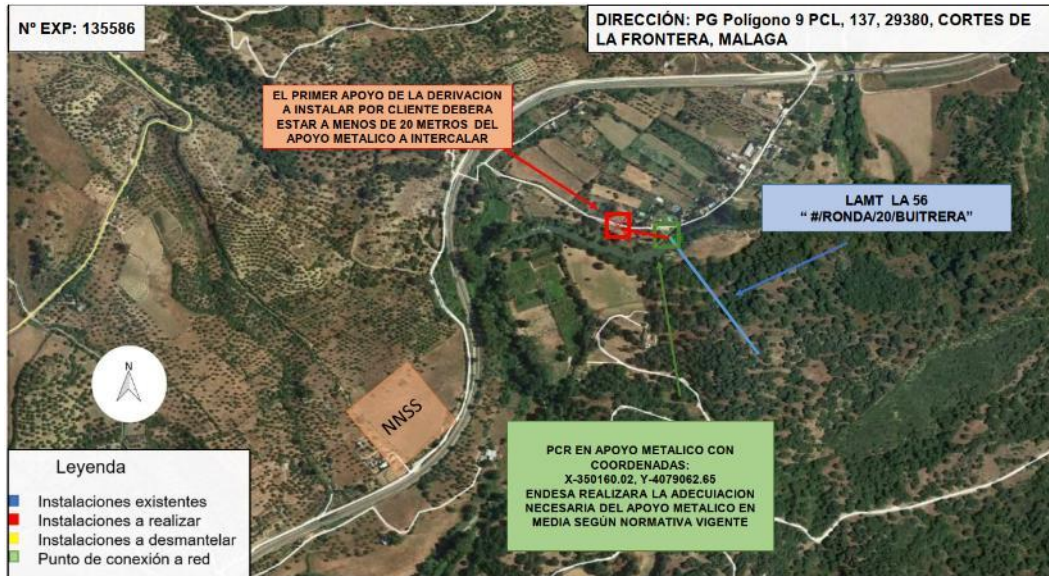 Nº EXP: 135586
DIRECCIÓN: PG Polígono 9 PCL, 137, 29380, CORTES DE
LA FRONTERA, MALAGA
EL PRIMER APOYO DE LA DERIVACION
A INSTALAR POR CLIENTE DEBERA
ESTAR A MENOS DE 20 METROS DEL
APOYO METALICO A INTERCALAR
LAMT LA 56
“ #/RONDA/20/BUITRERA”
N
NNSS
PCR EN APOYO METALICO CON
COORDENADAS:
X-350160.02, Y-4079062.65
ENDESA REALIZARA LA ADECUIACION
NECESARIA DEL APOYO METALICO EN
MEDIA SEGÚN NORMATIVA VIGENTE
Leyenda
Instalaciones existentes
Instalaciones a realizar
Instalaciones a desmantelar
Punto de conexión a red